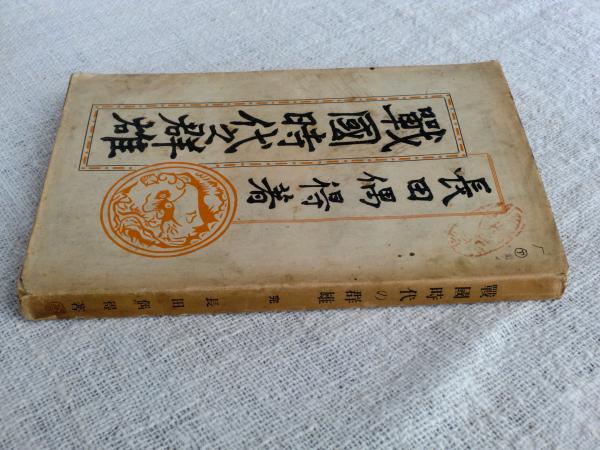 戰國時代之群雄
長田偶得著
戰國時代の群雄
長田偶得 著